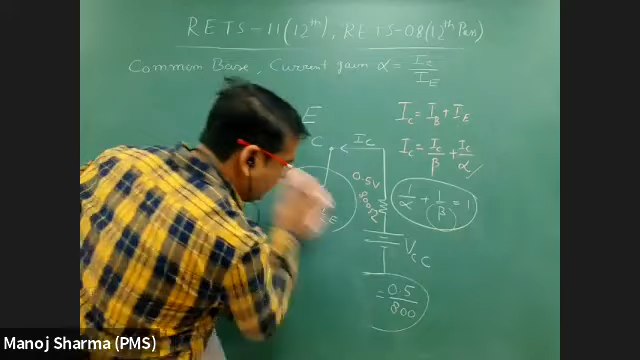 RETS-11(12th), RETS-08(12th Pass)
Common Base, Current gain α = Ic/IE
E
Ic = IB + IE
C
Ic
Ic = Ic/β + Ic/α
0.5V
800Ω
1/α + 1/β = 1
E
VCC
= 0.5/800
Manoj Sharma (PMS)